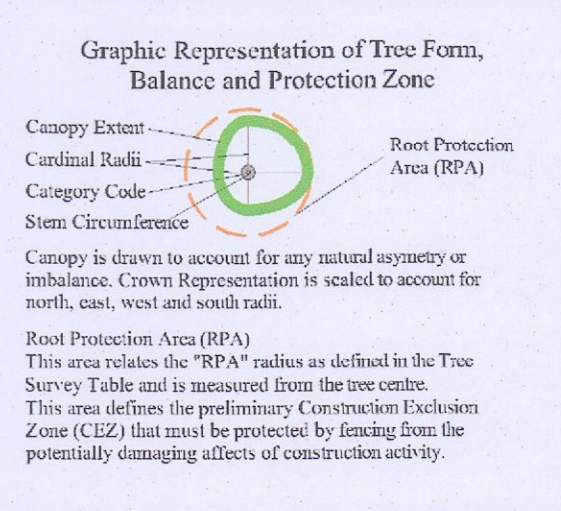 Graphic Representation of Tree Form,
Balance and Protection Zone
Canopy Extent
Cardinal Radii
Category Code
Stem Circumference
Root Protection
Area (RPA)
Canopy is drawn to account for any natural asymetry or
imbalance. Crown Representation is scaled to account for
north, east, west and south radii.
Root Protection Area (RPA)
This area relates the "RPA" radius as defined in the Tree
Survey Table and is measured from the tree centre.
This area defines the preliminary Construction Exclusion
Zone (CEZ) that must be protected by fencing from the
potentially damaging affects of construction activity.